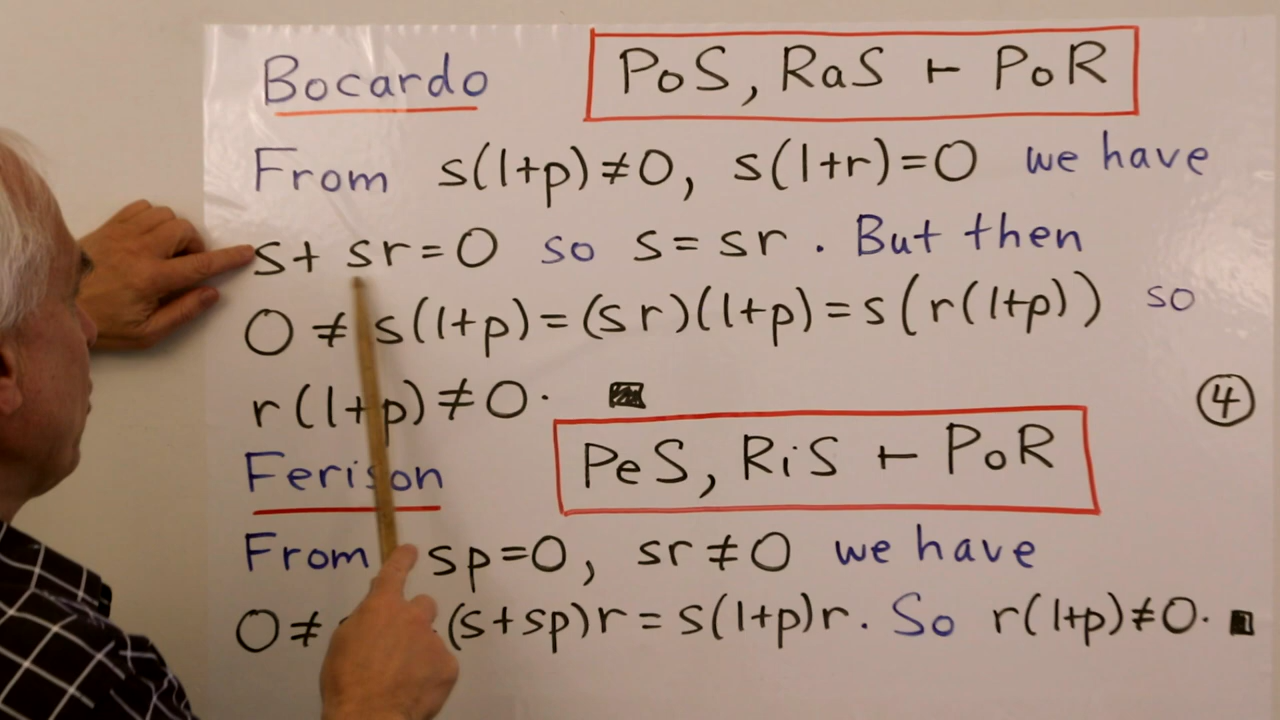 Bocardo PoS, RaS ⊢ PoR
From s(1+p)≠0, s(1+r)=0 we have
s+ sr=0 so s=sr. But then
0≠s(1+p)=(sr)(1+p)=s(r(1+p)) so
r(1+p)≠0.
④
Ferison PeS, RiS ⊢ PoR
From sp=0, sr≠0 we have
0≠ (s+sp)r=s(1+p)r. So r(1+p)≠0.